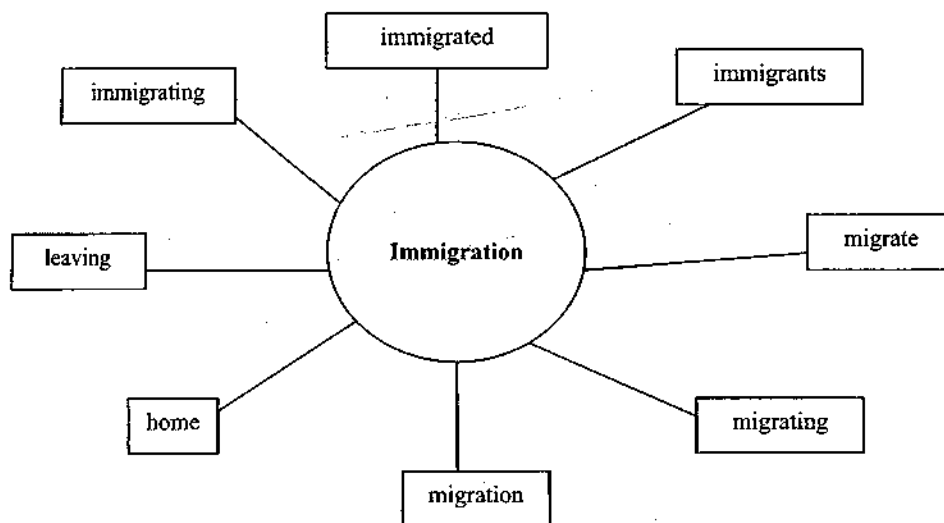 immigrated
immigrating
immigrants
leaving
Immigration
migrate
home
migrating
migration